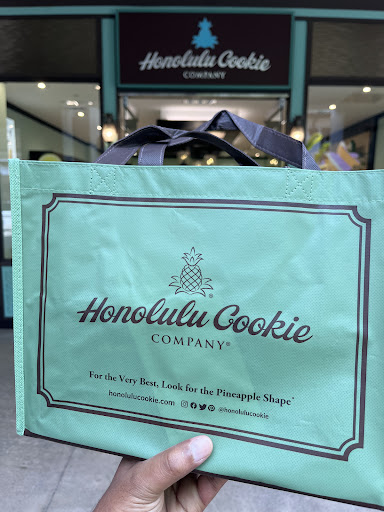 Honolulu Cookie
COMPANY
Honolulu Cookie
COMPANY®
For the Very Best, Look for the Pineapple Shape®
honolulucookie.com @honolulucookie